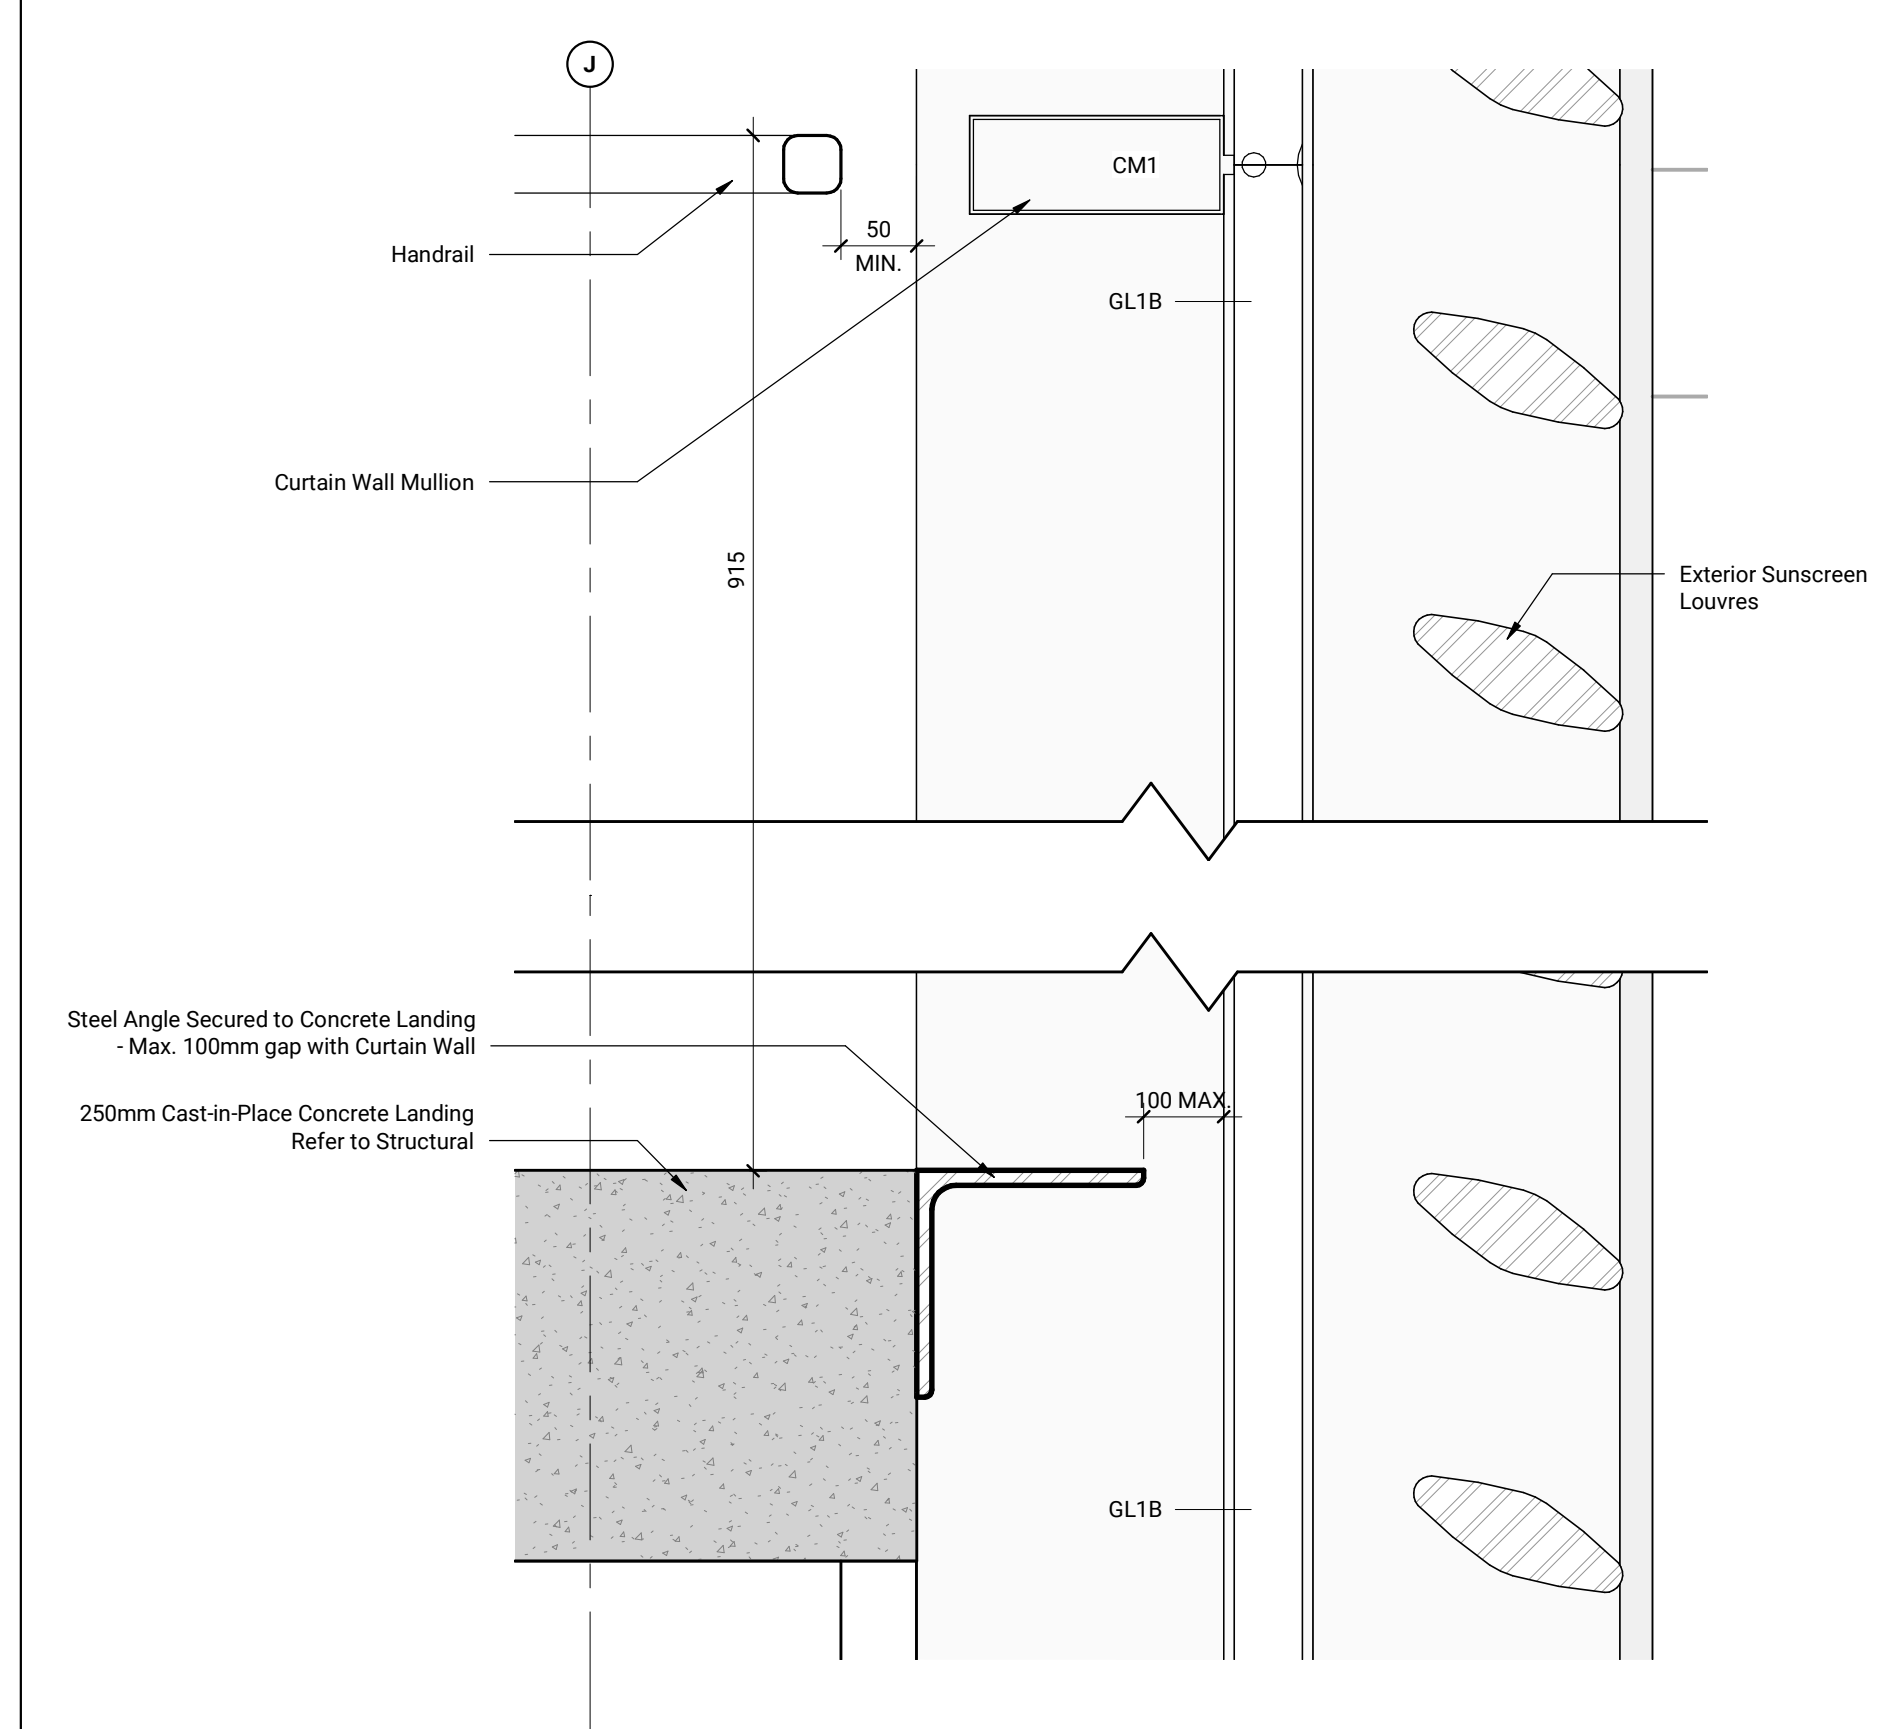 J
CM1
50
MIN.
Handrail
GL1B
Curtain Wall Mullion
915
Exterior Sunscreen
Louvres
Steel Angle Secured to Concrete Landing
- Max. 100mm gap with Curtain Wall
100 MAX.
250mm Cast-in-Place Concrete Landing
Refer to Structural
GL1B